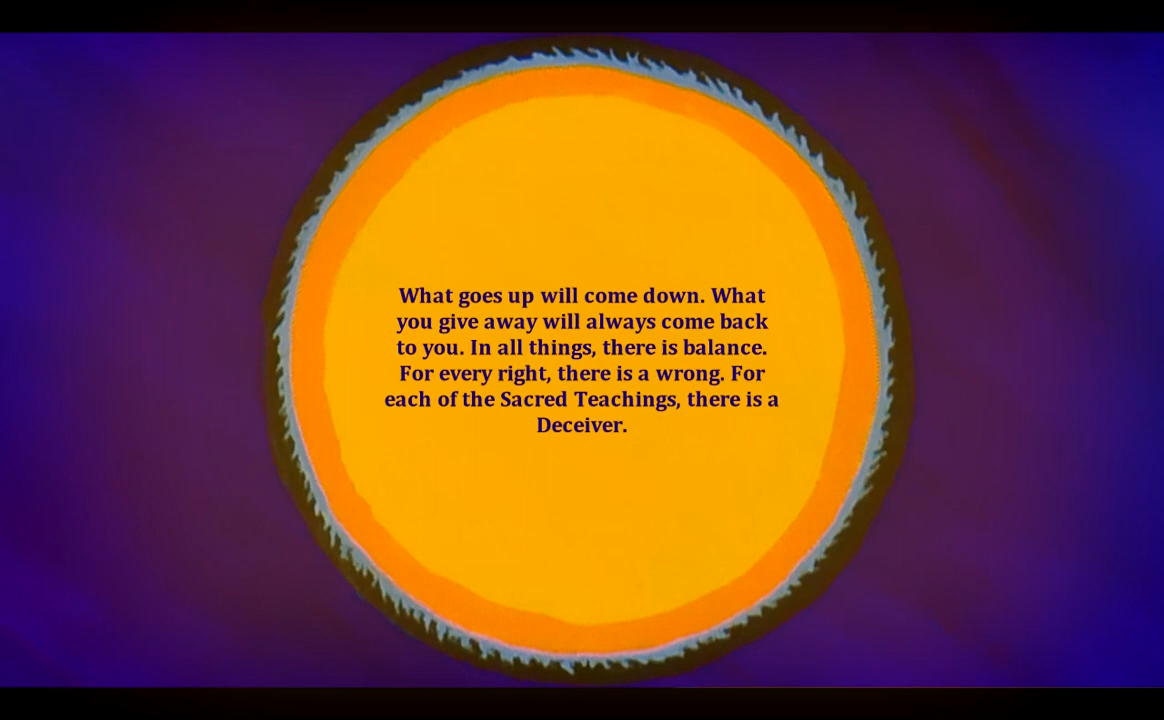 What goes up will come down. What
you give away will always come back
to you. In all things, there is balance.
For every right, there is a wrong. For
each of the Sacred Teachings, there is a
Deceiver.